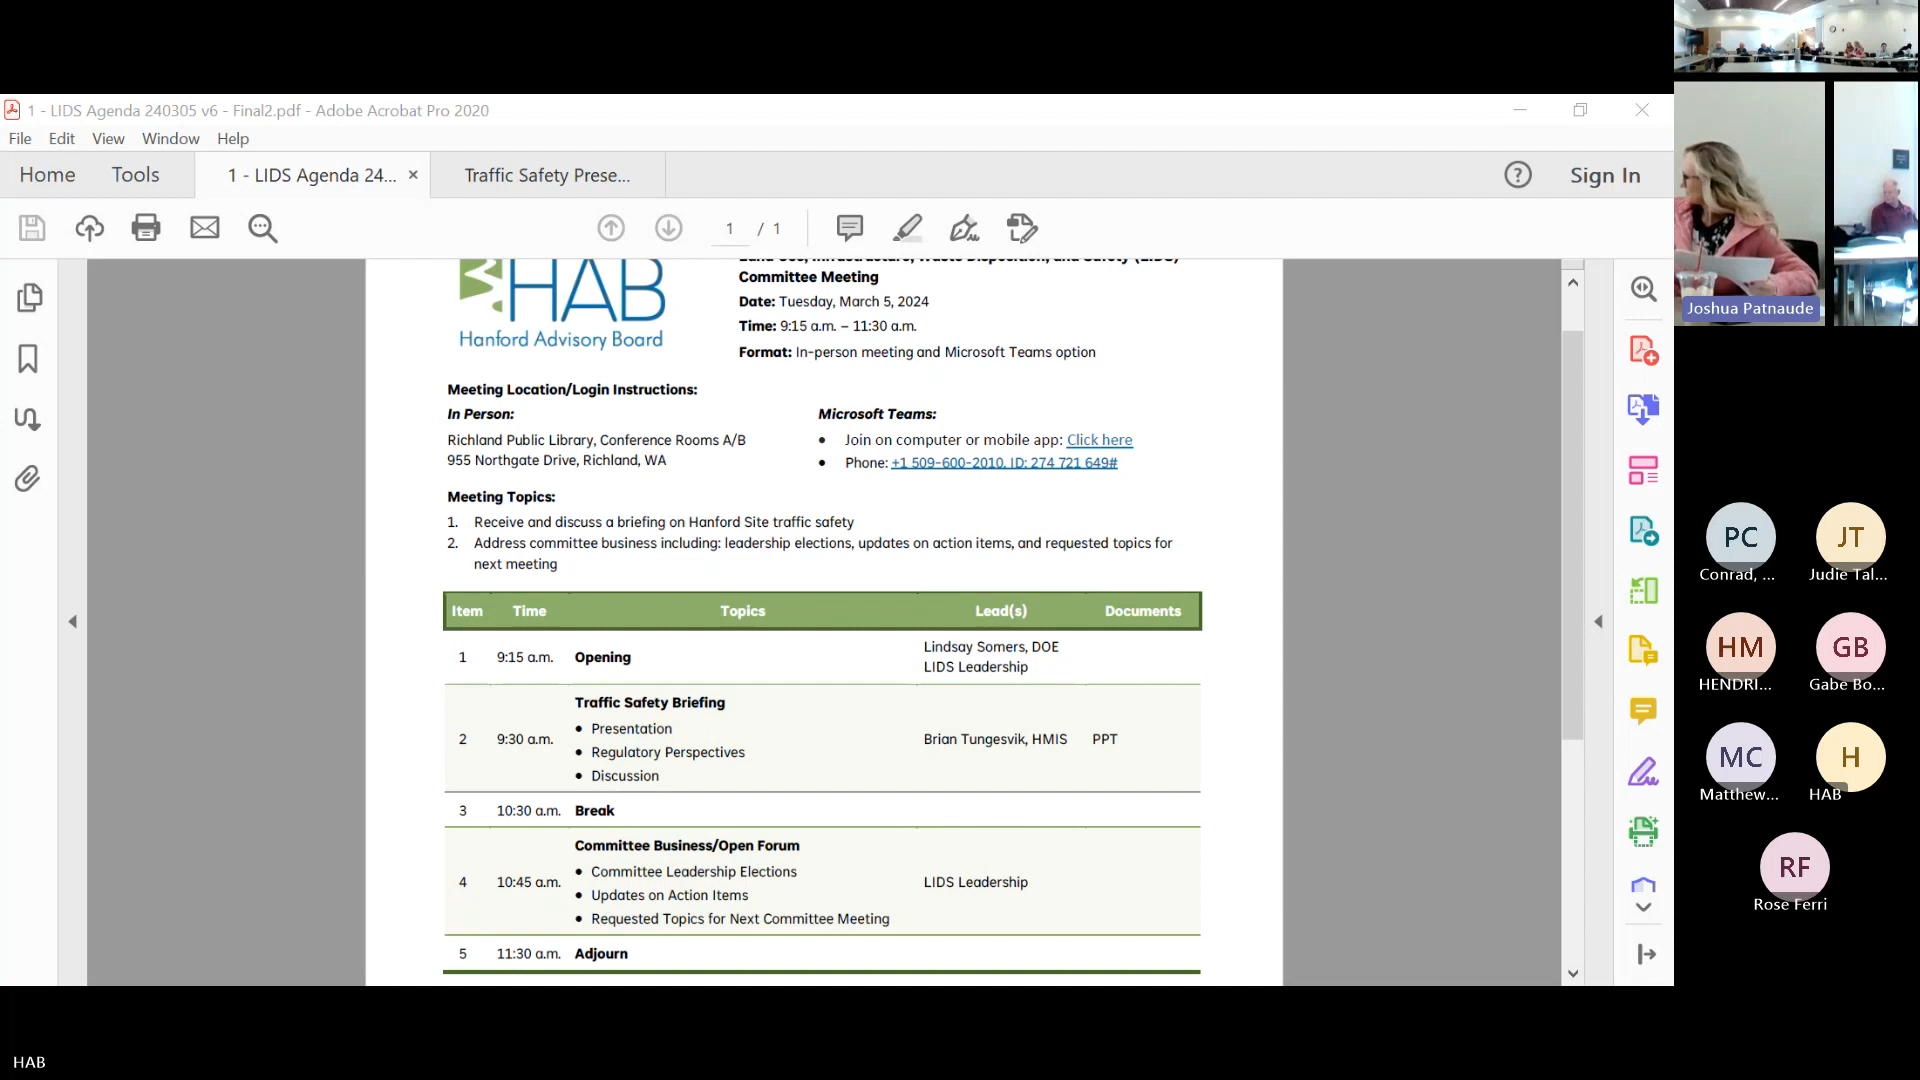 1 - LIDS Agenda 240305 v6 - Final2.pdf - Adobe Acrobat Pro 2020
File Edit View Window Help
Home Tools 1 - LIDS Agenda 24... × Traffic Safety Prese... Sign In
1 / 1
Land Use, Infrastructure, Waste Disposition, and Safety (LIDS)
Committee Meeting
HAB
Hanford Advisory Board
Date: Tuesday, March 5, 2024
Time: 9:15 a.m. – 11:30 a.m.
Format: In-person meeting and Microsoft Teams option
Meeting Location/Login Instructions:
In Person:
Richland Public Library, Conference Rooms A/B
955 Northgate Drive, Richland, WA
Microsoft Teams:
• Join on computer or mobile app: Click here
• Phone: +1 509-600-2010, ID: 274 721 649#
Meeting Topics:
1. Receive and discuss a briefing on Hanford Site traffic safety
2. Address committee business including: leadership elections, updates on action items, and requested topics for
next meeting
Item Time Topics Lead(s) Documents
1 9:15 a.m. Opening Lindsay Somers, DOE
LIDS Leadership
2 9:30 a.m. Traffic Safety Briefing
• Presentation
• Regulatory Perspectives
• Discussion
Brian Tungesvik, HMIS PPT
3 10:30 a.m. Break
4 10:45 a.m. Committee Business/Open Forum
• Committee Leadership Elections
• Updates on Action Items
• Requested Topics for Next Committee Meeting
LIDS Leadership
5 11:30 a.m. Adjourn
Joshua Patnaude
PC
Conrad, ...
JT
Judie Tal...
HM
HENDRI...
GB
Gabe Bo...
MC
Matthew...
H
HAB
RF
Rose Ferri
HAB